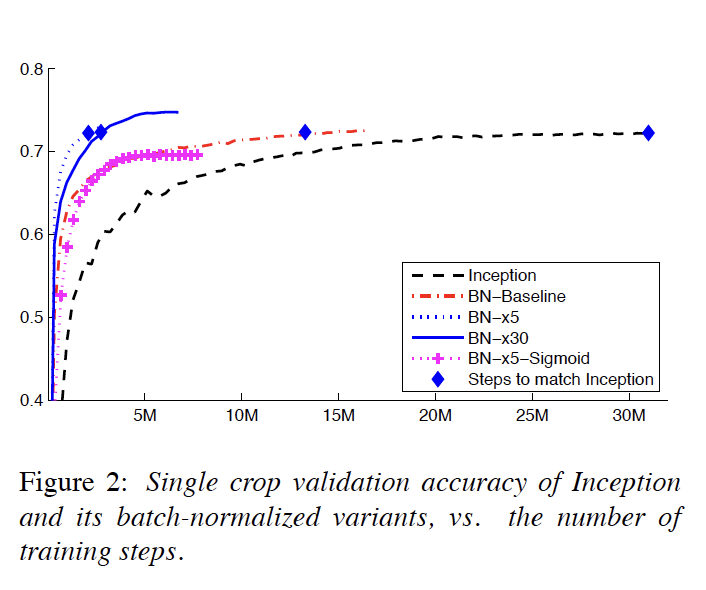 0.8
0.7
0.6
0.5
0.4
5M 10M 15M 20M 25M 30M
Inception
BN−Baseline
BN−x5
BN−x30
BN−x5−Sigmoid
Steps to match Inception
Figure 2: Single crop validation accuracy of Inception
and its batch-normalized variants, vs. the number of
training steps.